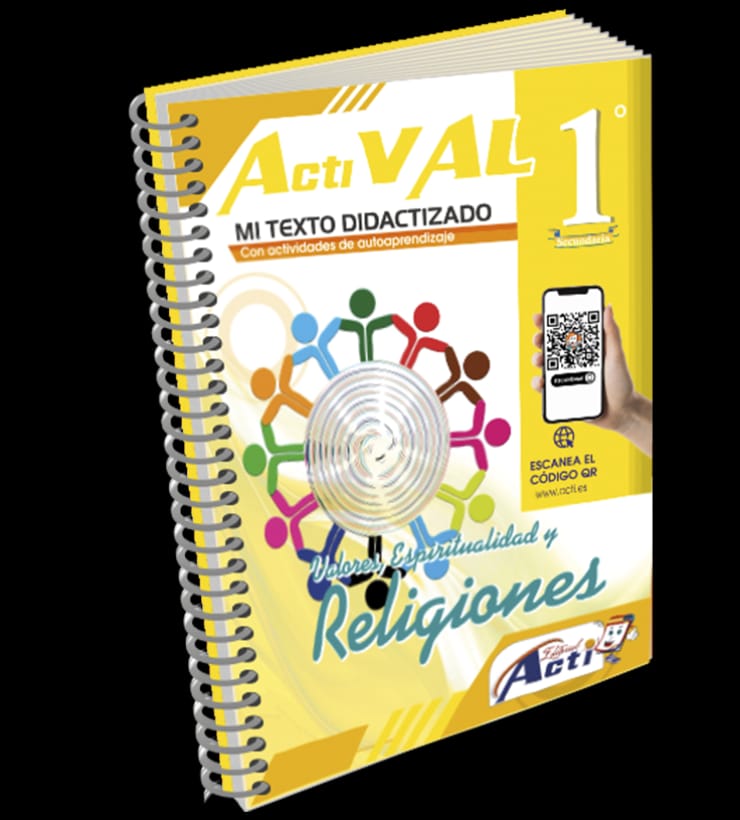 ActiVAL
1°
Secundaria
MI TEXTO DIDACTIZADO
Con actividades de autoaprendizaje
ESCANEA EL
CÓDIGO QR
www.acti.es
Valores, Espiritualidad y
Religiones
Editorial
Acti